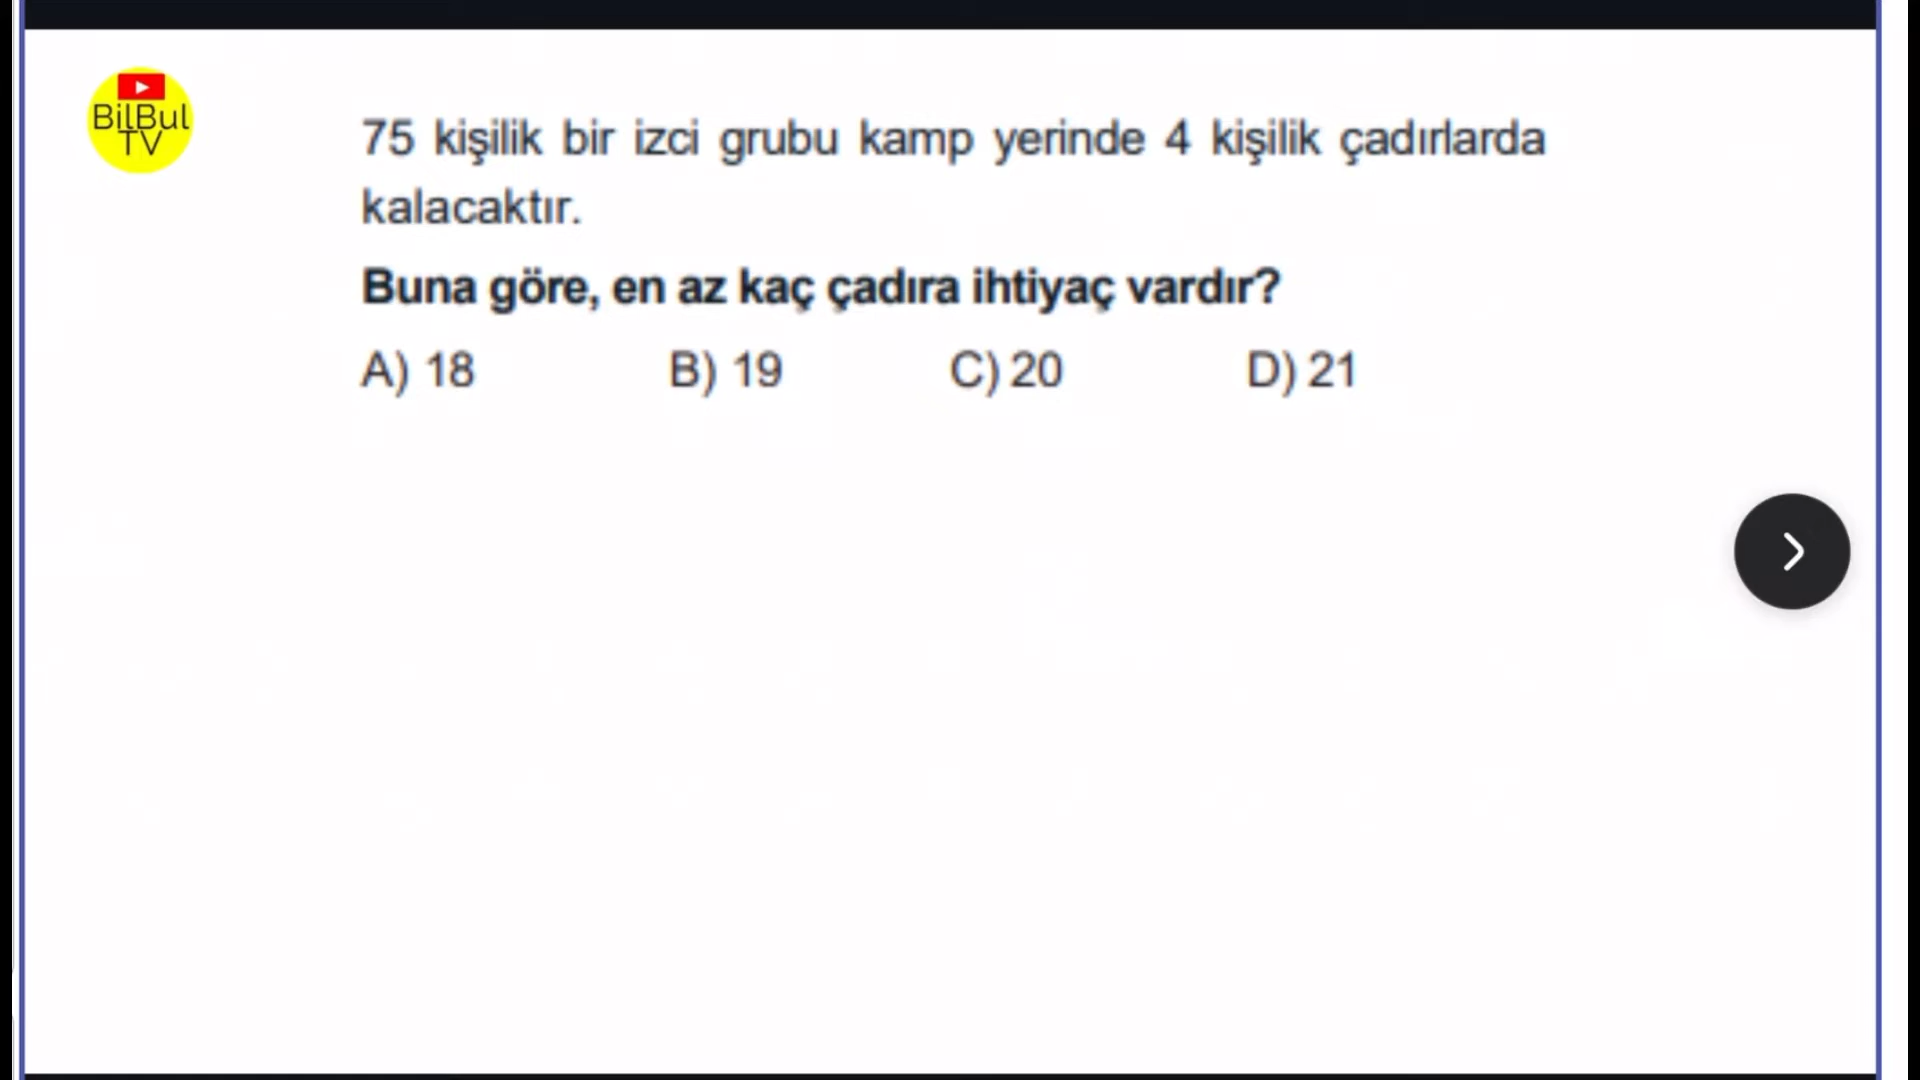 BilBul
TV
75 kişilik bir izci grubu kamp yerinde 4 kişilik çadırlarda
kalacaktır.
Buna göre, en az kaç çadıra ihtiyaç vardır?
A) 18 B) 19 C) 20 D) 21